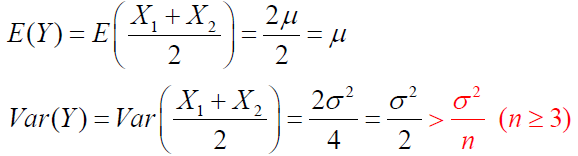 E(Y) = E((X₁ + X₂)/2) = 2μ/2 = μ
Var(Y) = Var((X₁ + X₂)/2) = 2σ²/4 = σ²/2 > σ²/n (n ≥ 3)